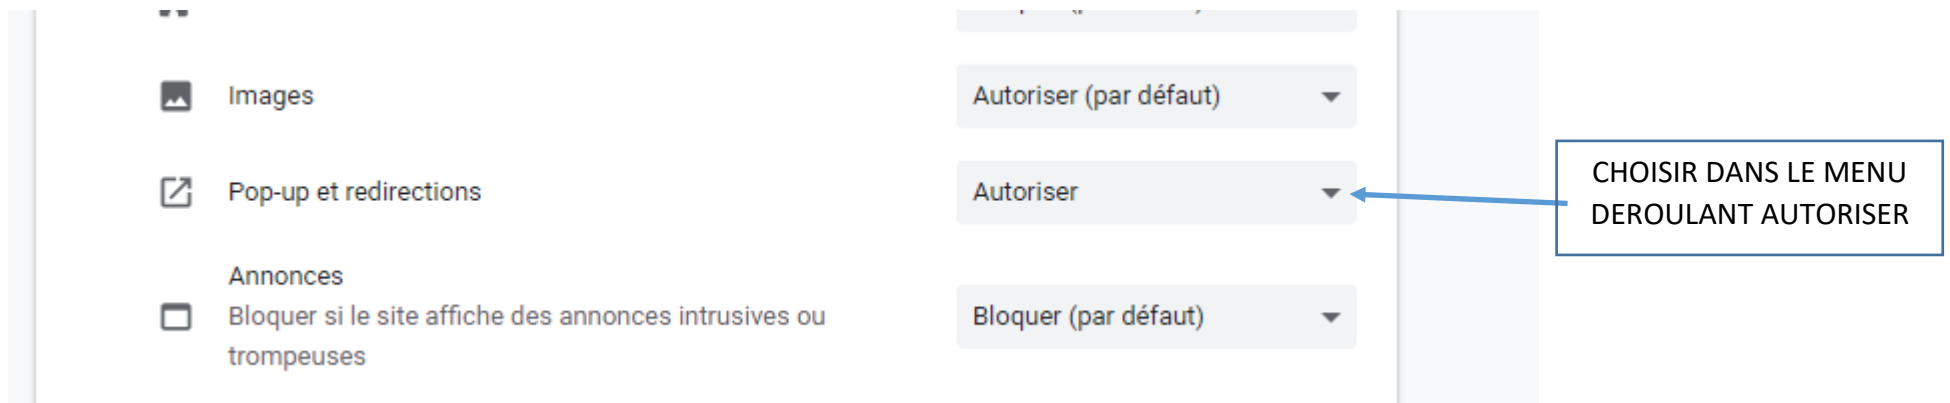 Images
Autoriser (par défaut)
Pop-up et redirections
Autoriser
CHOISIR DANS LE MENU
DEROULANT AUTORISER
Annonces
Bloquer si le site affiche des annonces intrusives ou
trompeuses
Bloquer (par défaut)